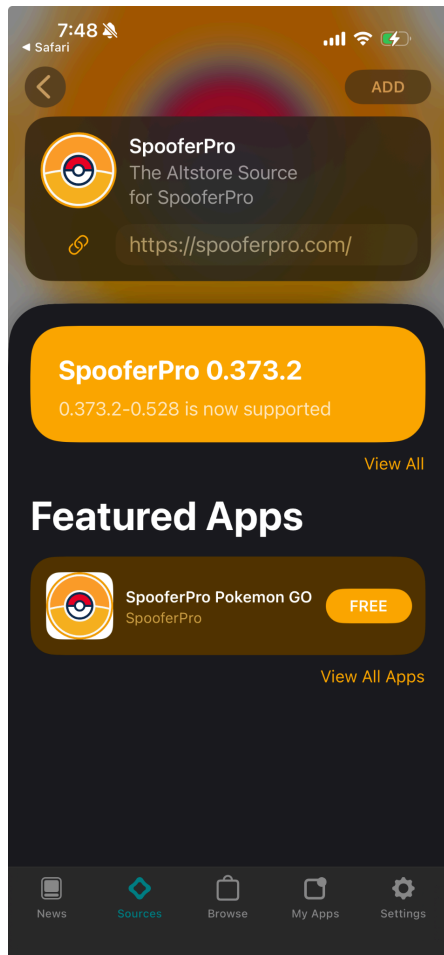 7:48
◀ Safari
ADD
SpooferPro
The Altstore Source
for SpooferPro
https://spooferpro.com/
SpooferPro 0.373.2
0.373.2-0.528 is now supported
View All
Featured Apps
SpooferPro Pokemon GO
SpooferPro
FREE
View All Apps
News
Sources
Browse
My Apps
Settings